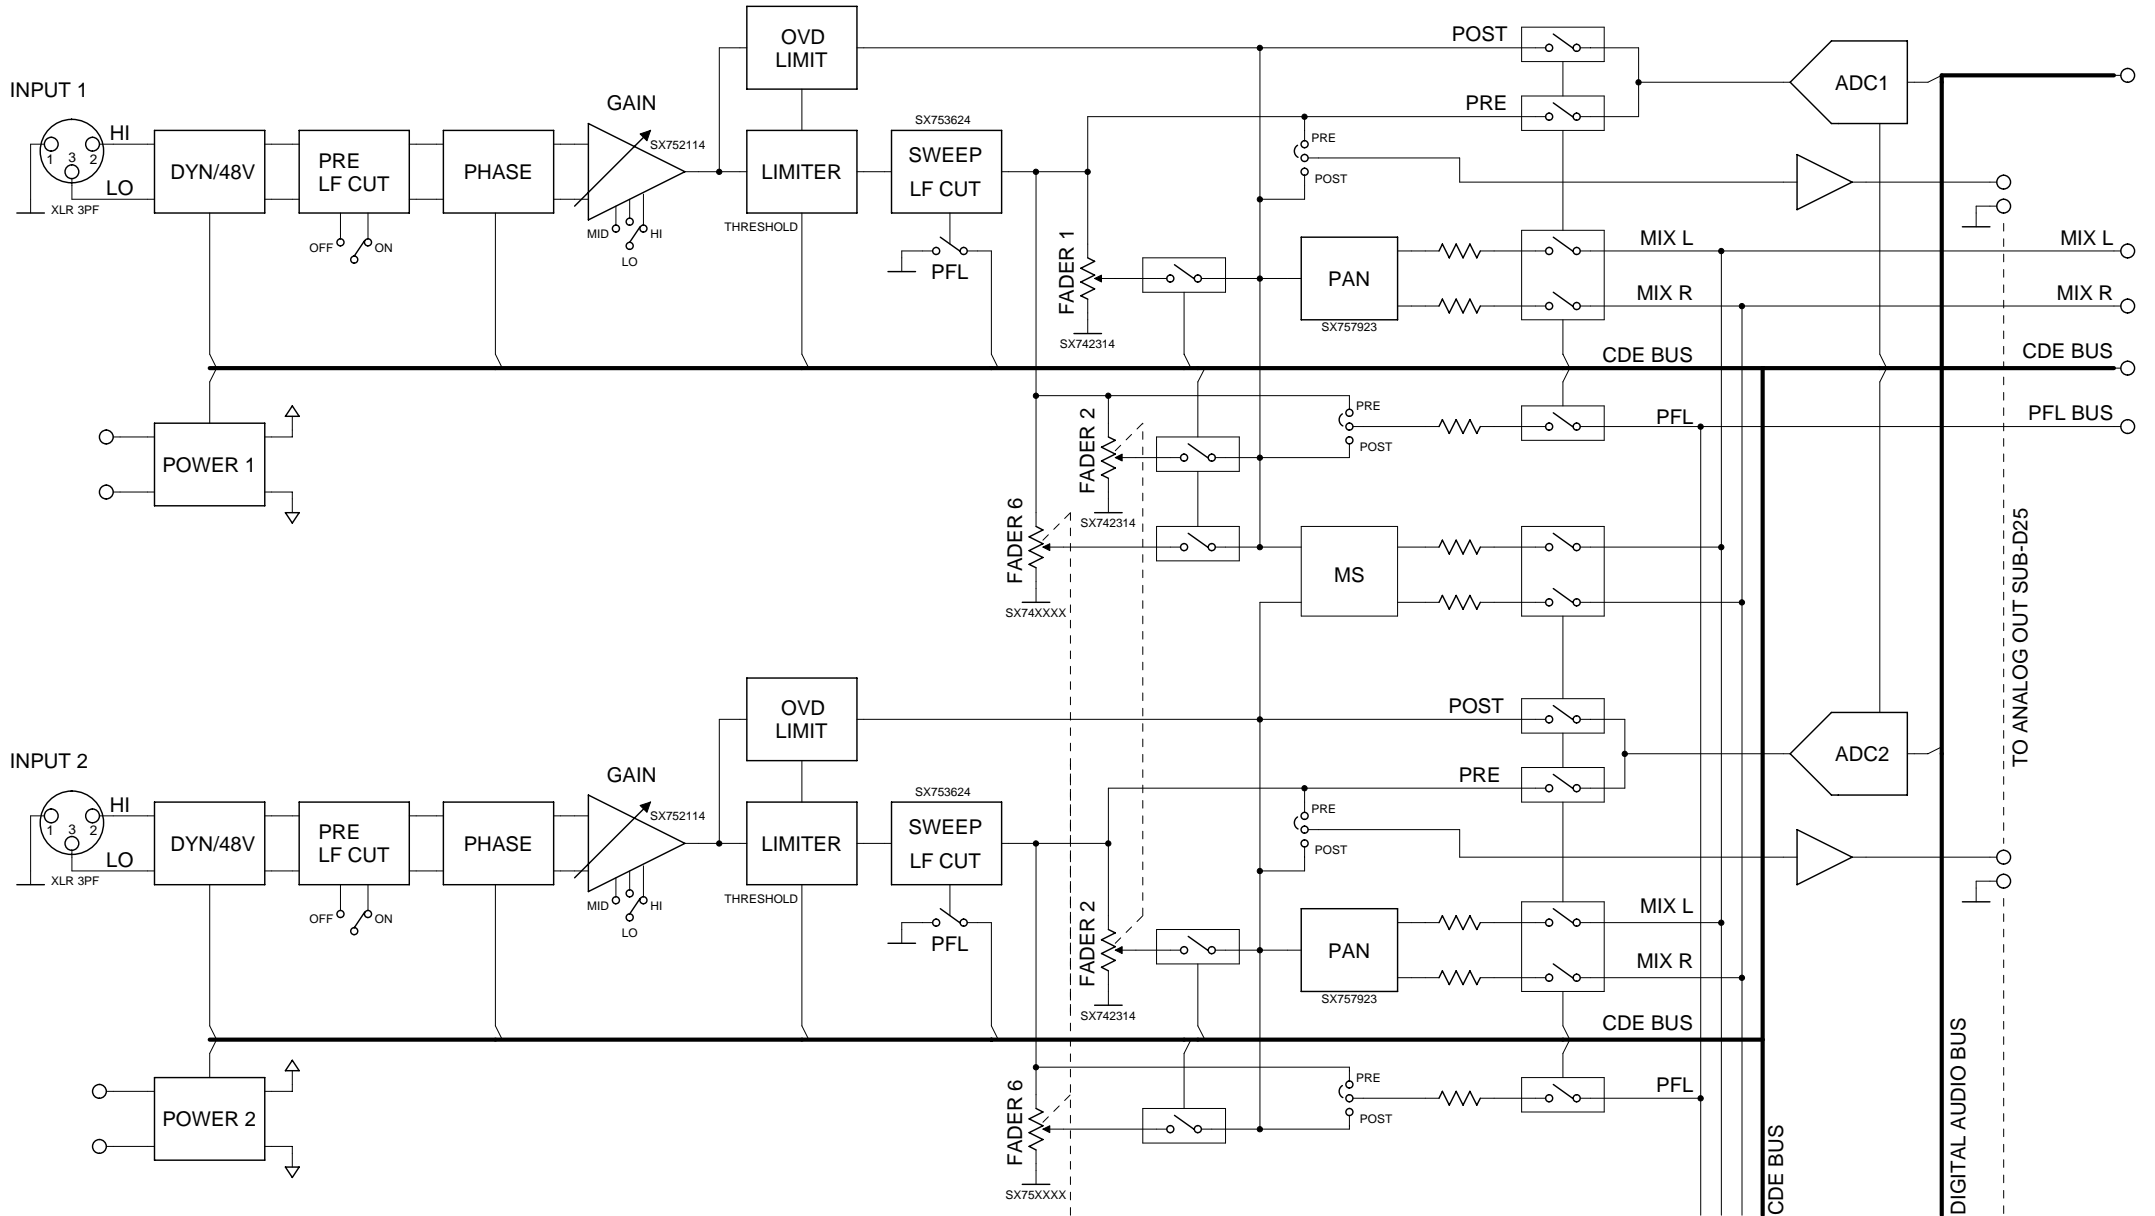 INPUT 1
HI
LO
1
2
3
XLR 3PF
DYN/48V
PRE
LF CUT
OFF
ON
PHASE
GAIN
SX752114
MID
HI
LO
OVD
LIMIT
LIMITER
THRESHOLD
SX753624
SWEEP
LF CUT
PFL
FADER 1
SX742314
POST
PRE
PRE
POST
PAN
SX757923
MIX L
MIX R
ADC1
MIX L
MIX R
CDE BUS
CDE BUS
PFL BUS
POWER 1
FADER 2
SX742314
PRE
POST
PFL
FADER 6
SX74XXXX
MS
TO ANALOG OUT SUB-D25
INPUT 2
HI
LO
1
2
3
XLR 3PF
DYN/48V
PRE
LF CUT
OFF
ON
PHASE
GAIN
SX752114
MID
HI
LO
OVD
LIMIT
LIMITER
THRESHOLD
SX753624
SWEEP
LF CUT
PFL
FADER 2
SX742314
POST
PRE
PRE
POST
PAN
SX757923
MIX L
MIX R
ADC2
CDE BUS
POWER 2
FADER 6
SX75XXXX
PRE
POST
PFL
CDE BUS
DIGITAL AUDIO BUS